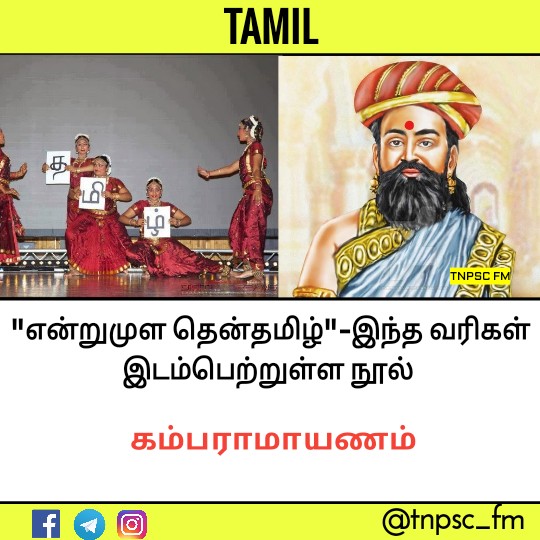 TAMIL
த
மி
ழ்
TNPSC FM
"என்றுமுள தென்தமிழ்"-இந்த வரிகள்
இடம்பெற்றுள்ள நூல்
கம்பராமாயணம்
@tnpsc_fm